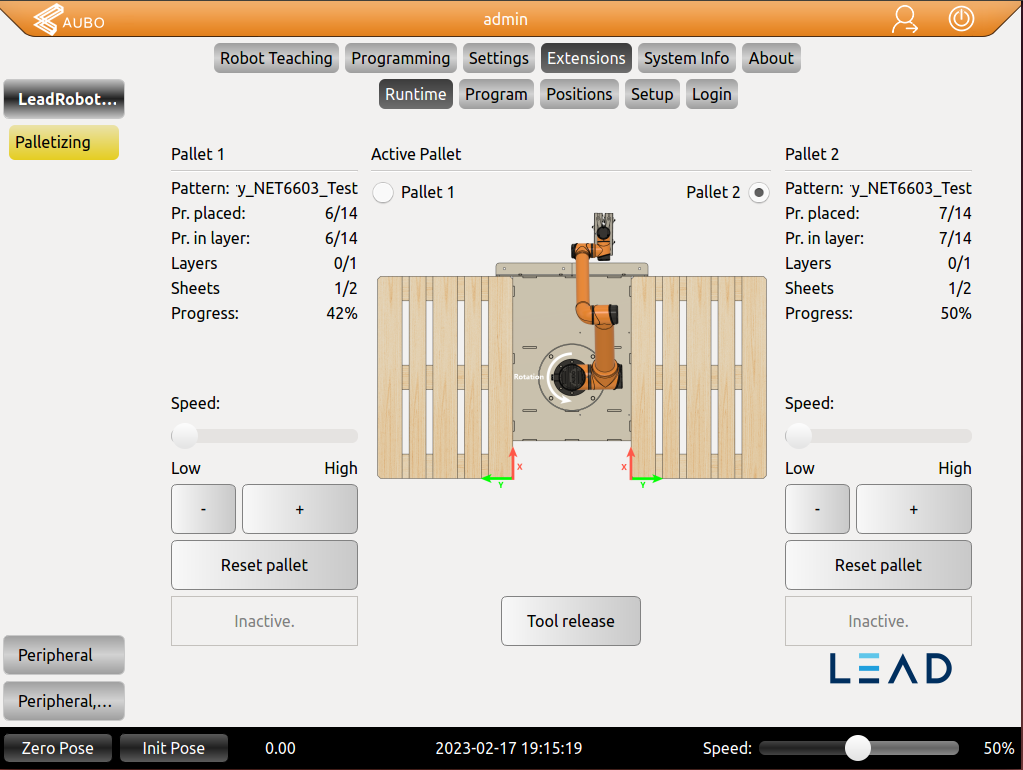 AUBO
admin
Robot Teaching Programming Settings Extensions System Info About
LeadRobot...
Runtime Program Positions Setup Login
Palletizing
Pallet 1
Active Pallet
Pallet 2
Pattern: y_NET6603_Test
Pallet 1
Pallet 2
Pattern: y_NET6603_Test
Pr. placed: 6/14
Pr. placed: 7/14
Pr. in layer: 6/14
Pr. in layer: 7/14
Layers 0/1
Layers 0/1
Sheets 1/2
Sheets 1/2
Progress: 42%
Progress: 50%
Rotation
Speed:
Speed:
Low High
Low High
X
X
Y
Y
- +
- +
Reset pallet
Reset pallet
Inactive.
Tool release
Inactive.
LEAD
Peripheral
Peripheral,...
Zero Pose Init Pose 0.00 2023-02-17 19:15:19 Speed: 50%